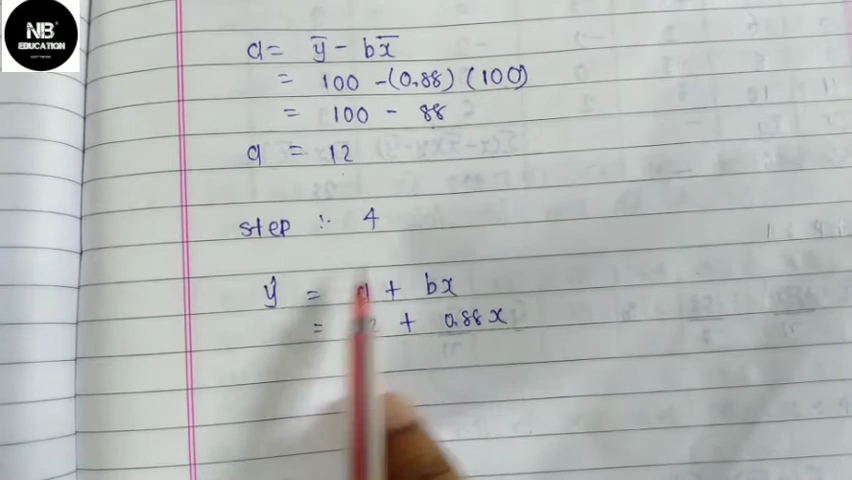 NB
EDUCATION
a = y̅ - bx̅
= 100 - (0.88) (100)
= 100 - 88
a = 12
step :- 4
ŷ = a + bx
= + 0.88x